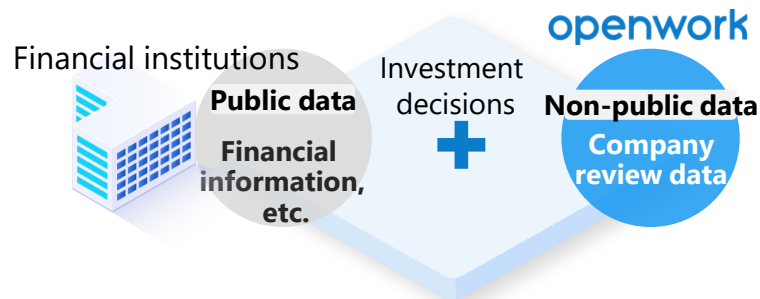 openwork
Financial institutions
Investment
decisions
Public data
Financial
information,
etc.
Non-public data
Company
review data